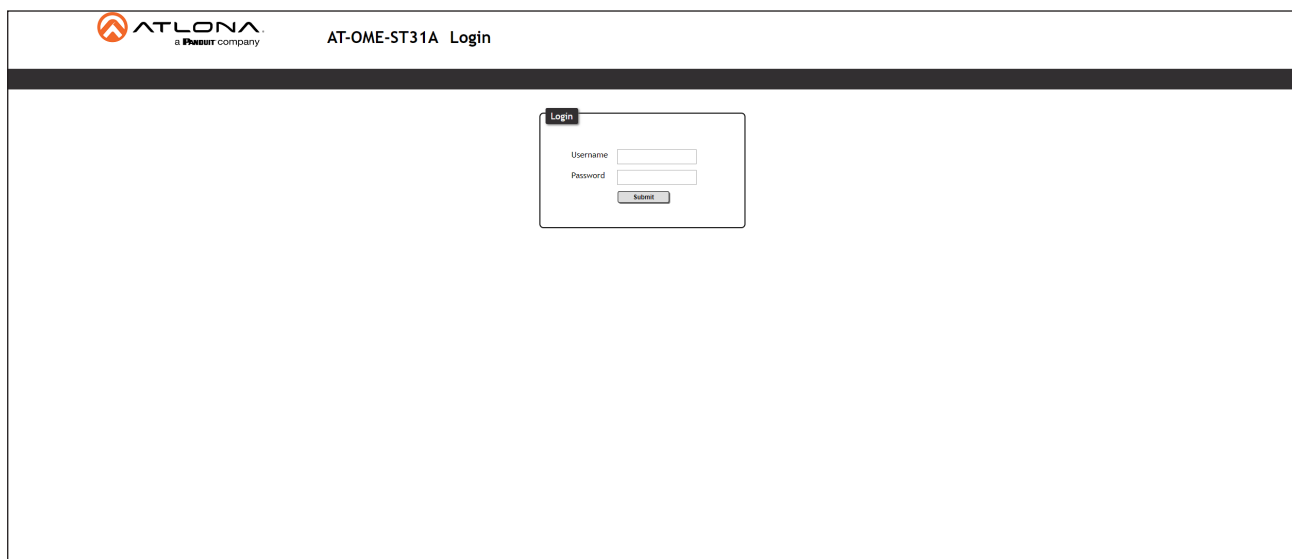 ATLONA.
a PANDUIT company
AT-OME-ST31A Login
Login
Username
Password
Submit